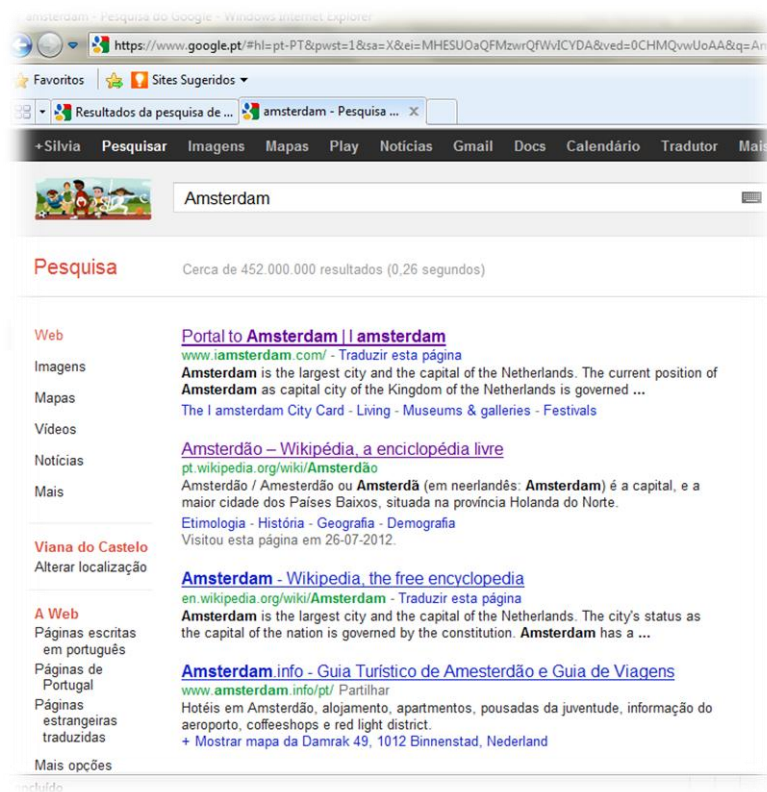 amsterdam - Pesquisa do Google - Windows Internet Explorer
https://www.google.pt/#hl=pt-PT&pwst=1&sa=X&ei=MHESUOaQFMzwrQfWvICYDA&ved=0CHMQvwUoAA&q=Am
Favoritos Sites Sugeridos
Resultados da pesquisa de ... amsterdam - Pesquisa ... X
+Silvia Pesquisar Imagens Mapas Play Notícias Gmail Docs Calendário Tradutor Mais
Amsterdam
Pesquisa Cerca de 452.000.000 resultados (0,26 segundos)
Web
Imagens
Mapas
Vídeos
Notícias
Mais
Viana do Castelo
Alterar localização
A Web
Páginas escritas
em português
Páginas de
Portugal
Páginas
estrangeiras
traduzidas
Mais opções
Portal to Amsterdam | I amsterdam
www.iamsterdam.com/ - Traduzir esta página
Amsterdam is the largest city and the capital of the Netherlands. The current position of
Amsterdam as capital city of the Kingdom of the Netherlands is governed ...
The I amsterdam City Card - Living - Museums & galleries - Festivals
Amsterdão – Wikipédia, a enciclopédia livre
pt.wikipedia.org/wiki/Amsterdão
Amsterdão / Amesterdão ou Amsterdã (em neerlandês: Amsterdam) é a capital, e a
maior cidade dos Países Baixos, situada na província Holanda do Norte.
Etimologia - História - Geografia - Demografia
Visitou esta página em 26-07-2012.
Amsterdam - Wikipedia, the free encyclopedia
en.wikipedia.org/wiki/Amsterdam - Traduzir esta página
Amsterdam is the largest city and the capital of the Netherlands. The city's status as
the capital of the nation is governed by the constitution. Amsterdam has a ...
Amsterdam.info - Guia Turístico de Amesterdão e Guia de Viagens
www.amsterdam.info/pt/ Partilhar
Hotéis em Amsterdão, alojamento, apartmentos, pousadas da juventude, informação do
aeroporto, coffeeshops e red light district.
+ Mostrar mapa da Damrak 49, 1012 Binnenstad, Nederland